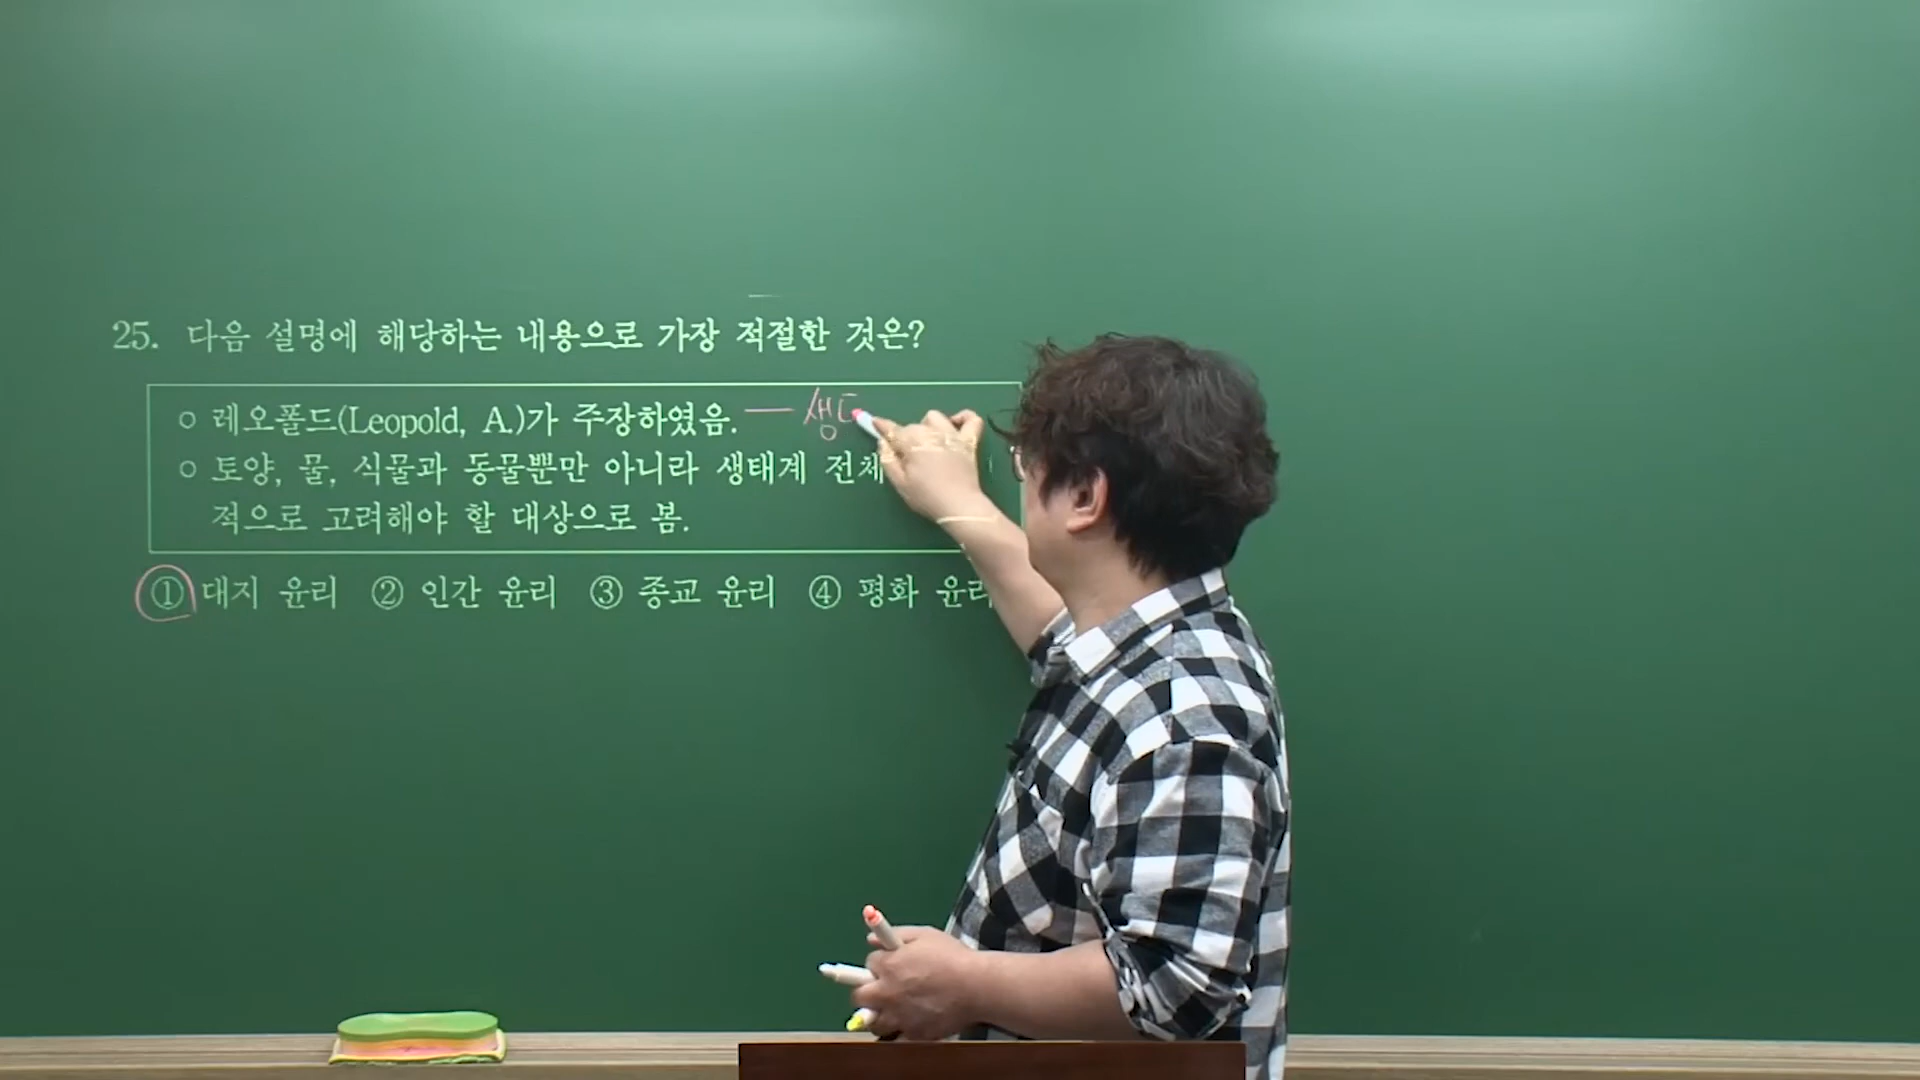 25. 다음 설명에 해당하는 내용으로 가장 적절한 것은?
○ 레오폴드(Leopold, A.)가 주장하였음. — 생
○ 토양, 물, 식물과 동물뿐만 아니라 생태계 전체
적으로 고려해야 할 대상으로 봄.
① 대지 윤리 ② 인간 윤리 ③ 종교 윤리 ④ 평화 윤리